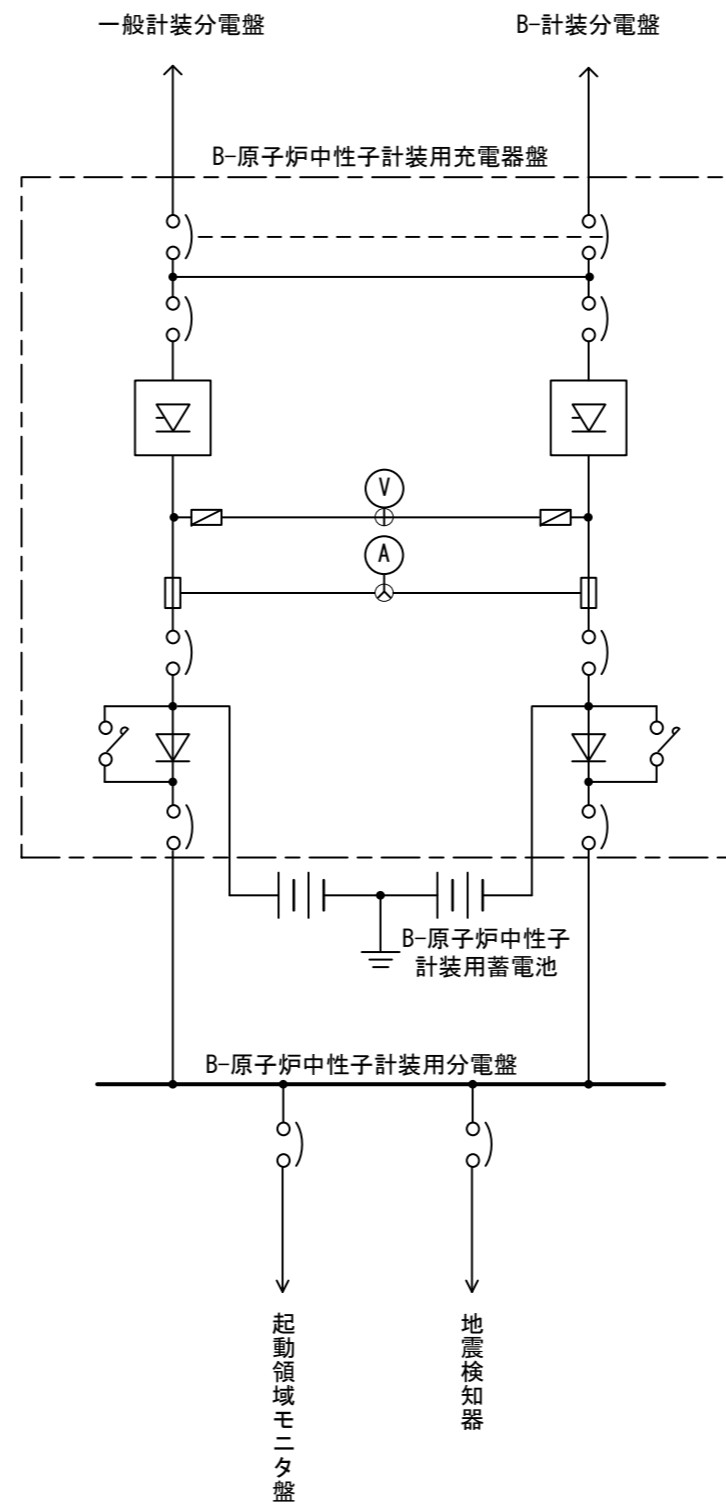 一般計装分電盤
B-計装分電盤
B-原子炉中性子計装用充電器盤
V
A
B-原子炉中性子
計装用蓄電池
B-原子炉中性子計装用分電盤
起動領域モニタ盤
地震検知器